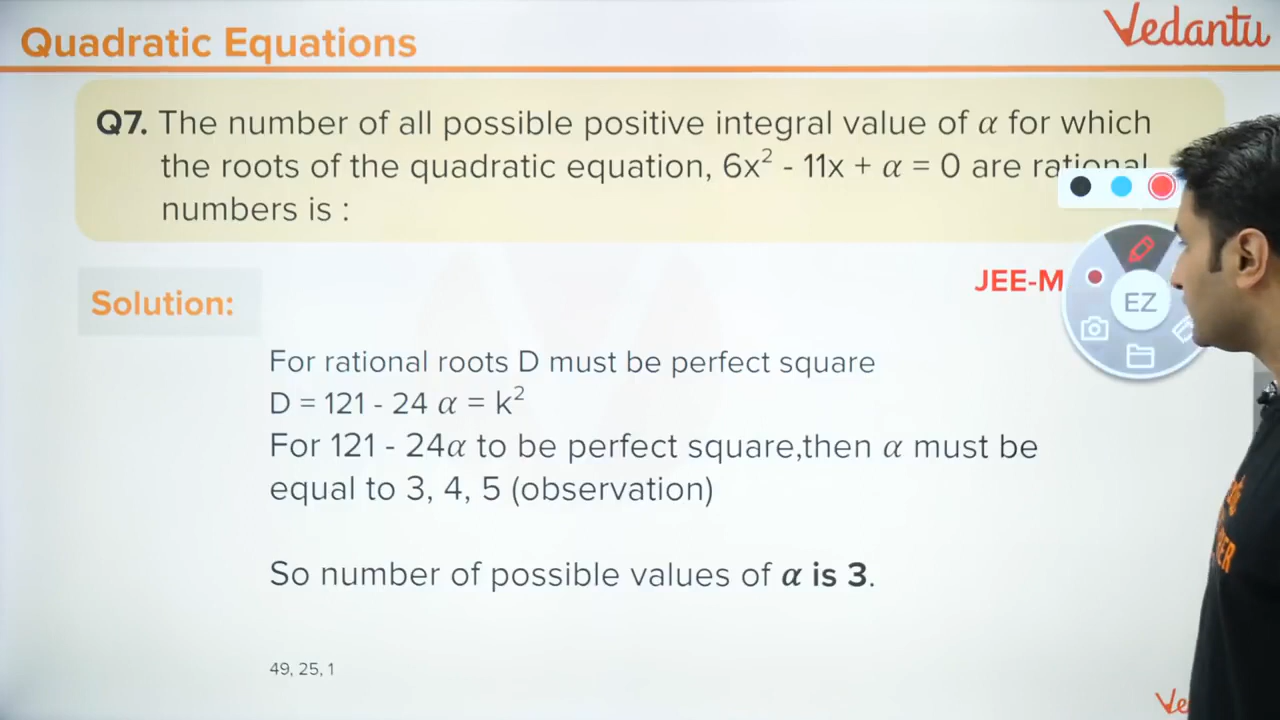 Quadratic Equations
Vedantu
Q7. The number of all possible positive integral value of α for which
the roots of the quadratic equation, 6x² - 11x + α = 0 are rational
numbers is :
JEE-M
Solution:
EZ
For rational roots D must be perfect square
D = 121 - 24 α = k²
For 121 - 24α to be perfect square,then α must be
equal to 3, 4, 5 (observation)
So number of possible values of α is 3.
49, 25, 1
Ve